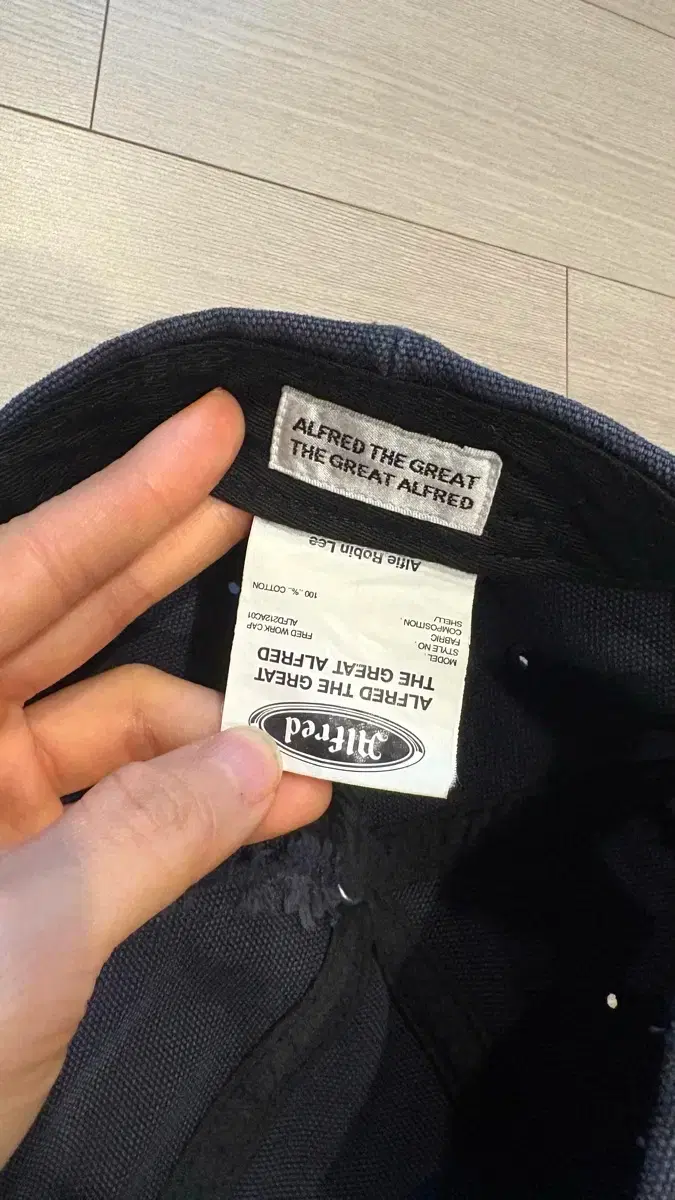 ALFRED THE GREAT
THE GREAT ALFRED
Alfred
ALFRED THE GREAT
THE GREAT ALFRED
MODEL. FRED WORK CAP
STYLE NO. ALFD212AC01
FABRIC
COMPOSITION.
SHELL/ 100 % COTTON
Alfie Robin Lee